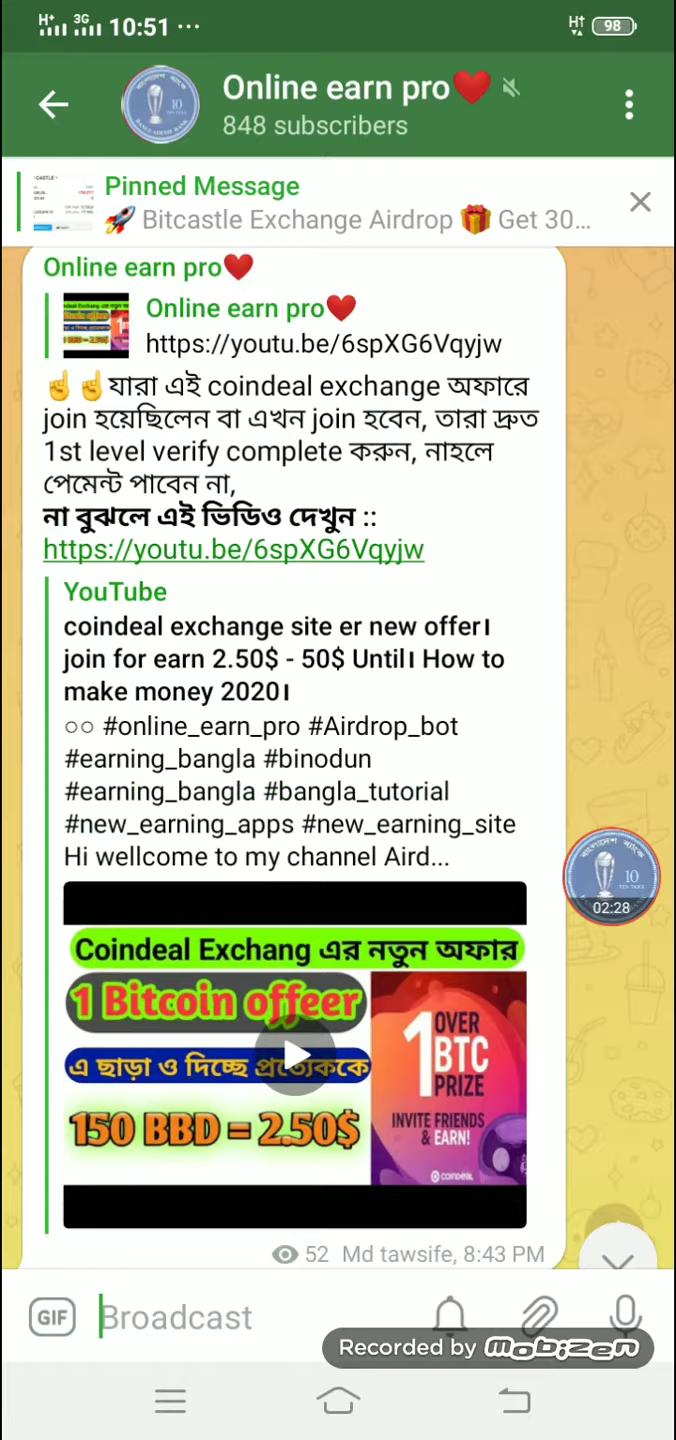 H+ 3G 10:51 ... 98
Online earn pro❤️
848 subscribers
Pinned Message
🚀 Bitcastle Exchange Airdrop 🎁 Get 30...
Online earn pro❤️
Online earn pro❤️
https://youtu.be/6spXG6Vqyjw
☝️☝️যারা এই coindeal exchange অফারে
join হয়েছিলেন বা এখন join হবেন, তারা দ্রুত
1st level verify complete করুন, নাহলে
পেমেন্ট পাবেন না,
না বুঝলে এই ভিডিও দেখুন ::
https://youtu.be/6spXG6Vqyjw
YouTube
coindeal exchange site er new offer।
join for earn 2.50$ - 50$ Until। How to
make money 2020।
○○ #online_earn_pro #Airdrop_bot
#earning_bangla #binodun
#earning_bangla #bangla_tutorial
#new_earning_apps #new_earning_site
Hi wellcome to my channel Aird...
02:28
Coindeal Exchang এর নতুন অফার
1 Bitcoin offeer
এ ছাড়া ও দিচ্ছে প্রত্যেককে
150 BBD = 2.50$
1 OVER
BTC
PRIZE
INVITE FRIENDS
& EARN!
coindeal
52 Md tawsife, 8:43 PM
GIF Broadcast
Recorded by mobizen